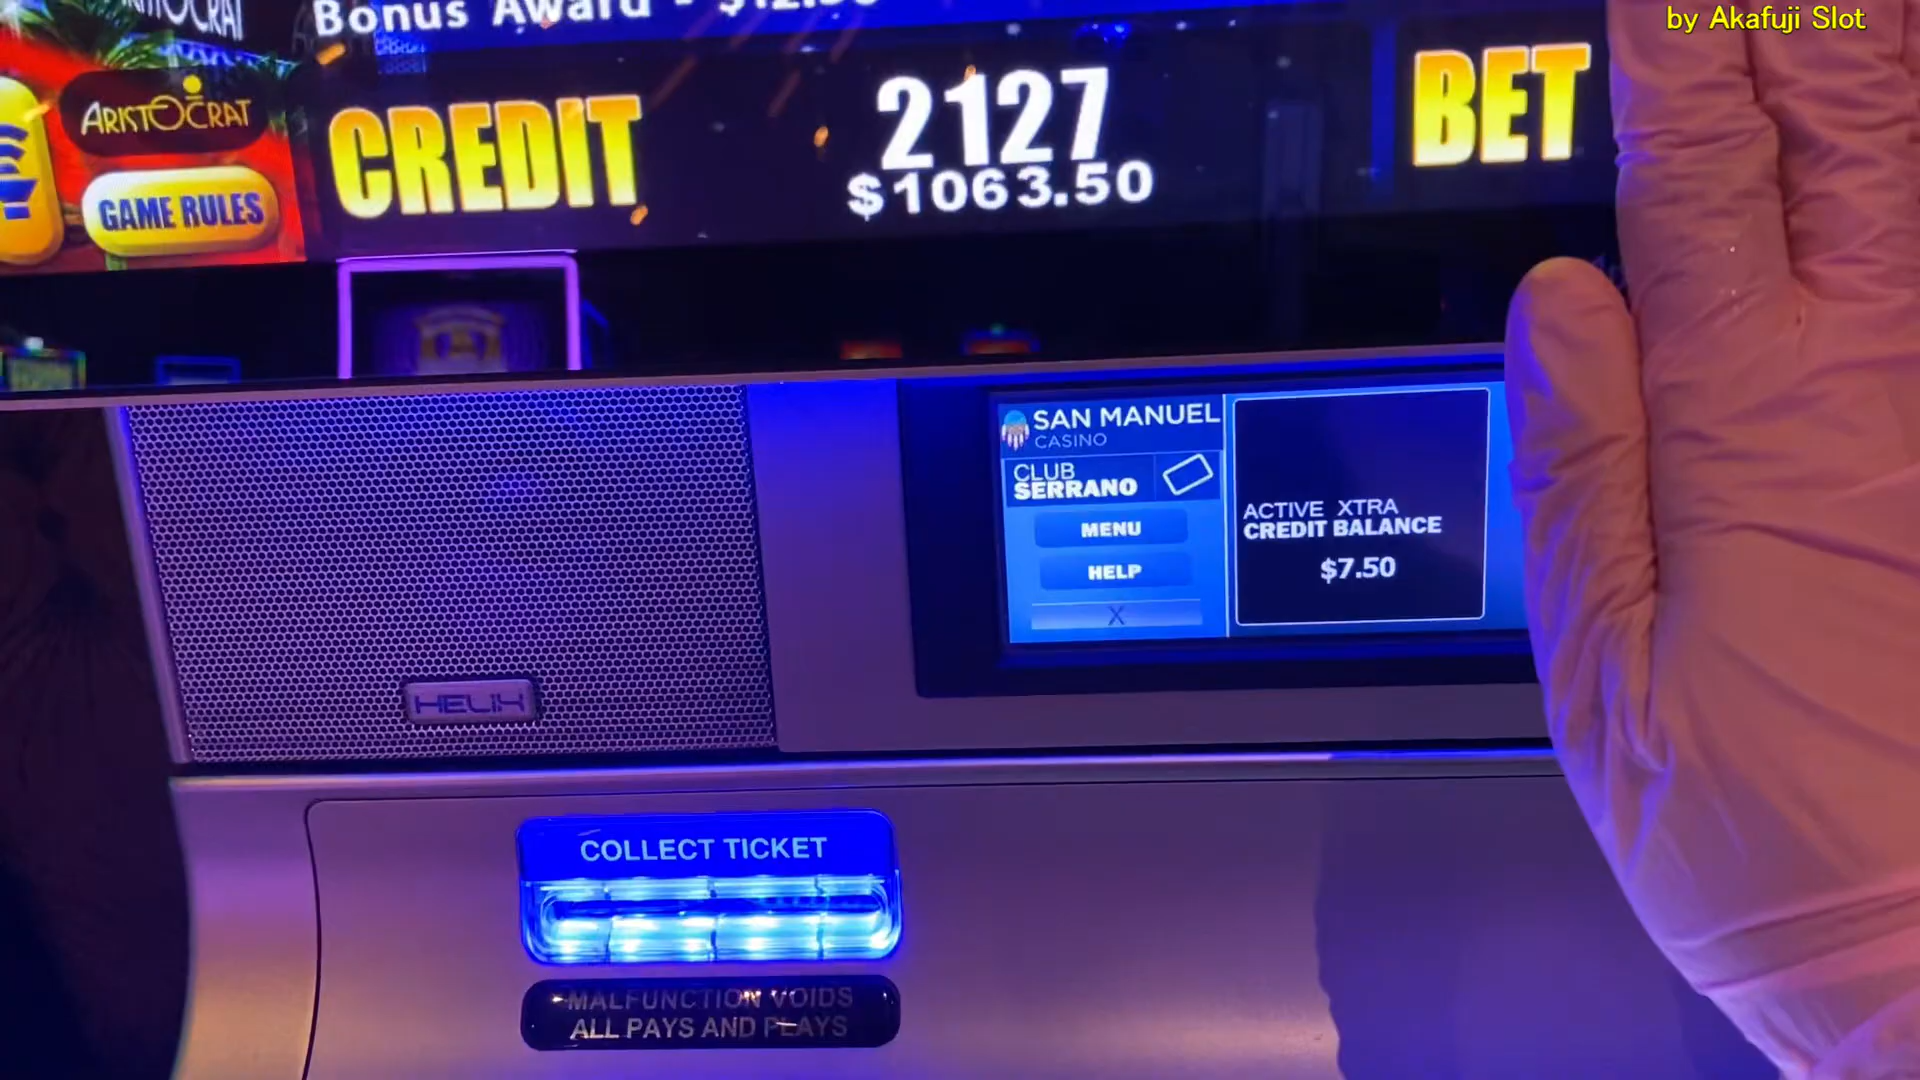 by Akafuji Slot
Bonus Award -
ARISTOCRAT
GAME RULES
CREDIT
2127
$1063.50
BET
SAN MANUEL
CASINO
CLUB
SERRANO
MENU
HELP
X
ACTIVE XTRA
CREDIT BALANCE
$7.50
HELIX
COLLECT TICKET
MALFUNCTION VOIDS
ALL PAYS AND PLAYS